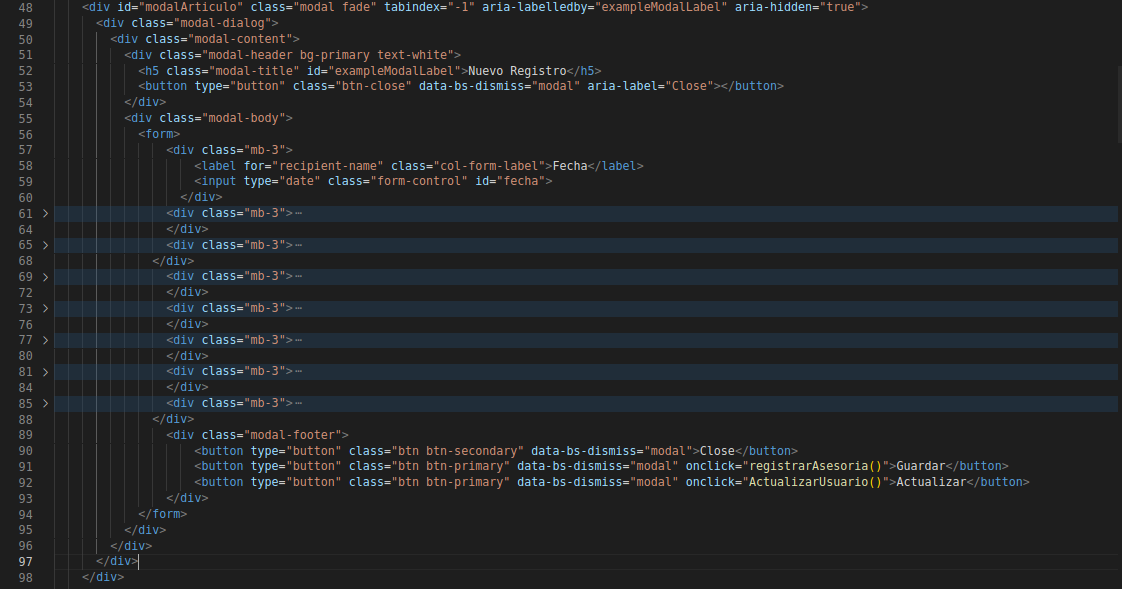 48 <div id="modalArticulo" class="modal fade" tabindex="-1" aria-labelledby="exampleModalLabel" aria-hidden="true">
49 <div class="modal-dialog">
50 <div class="modal-content">
51 <div class="modal-header bg-primary text-white">
52 <h5 class="modal-title" id="exampleModalLabel">Nuevo Registro</h5>
53 <button type="button" class="btn-close" data-bs-dismiss="modal" aria-label="Close"></button>
54 </div>
55 <div class="modal-body">
56 <form>
57 <div class="mb-3">
58 <label for="recipient-name" class="col-form-label">Fecha</label>
59 <input type="date" class="form-control" id="fecha">
60 </div>
61 <div class="mb-3">…
64 </div>
65 <div class="mb-3">…
68 </div>
69 <div class="mb-3">…
72 </div>
73 <div class="mb-3">…
76 </div>
77 <div class="mb-3">…
80 </div>
81 <div class="mb-3">…
84 </div>
85 <div class="mb-3">…
88 </div>
89 <div class="modal-footer">
90 <button type="button" class="btn btn-secondary" data-bs-dismiss="modal">Close</button>
91 <button type="button" class="btn btn-primary" data-bs-dismiss="modal" onclick="registrarAsesoria()">Guardar</button>
92 <button type="button" class="btn btn-primary" data-bs-dismiss="modal" onclick="ActualizarUsuario()">Actualizar</button>
93 </div>
94 </form>
95 </div>
96 </div>
97 </div>
98 </div>